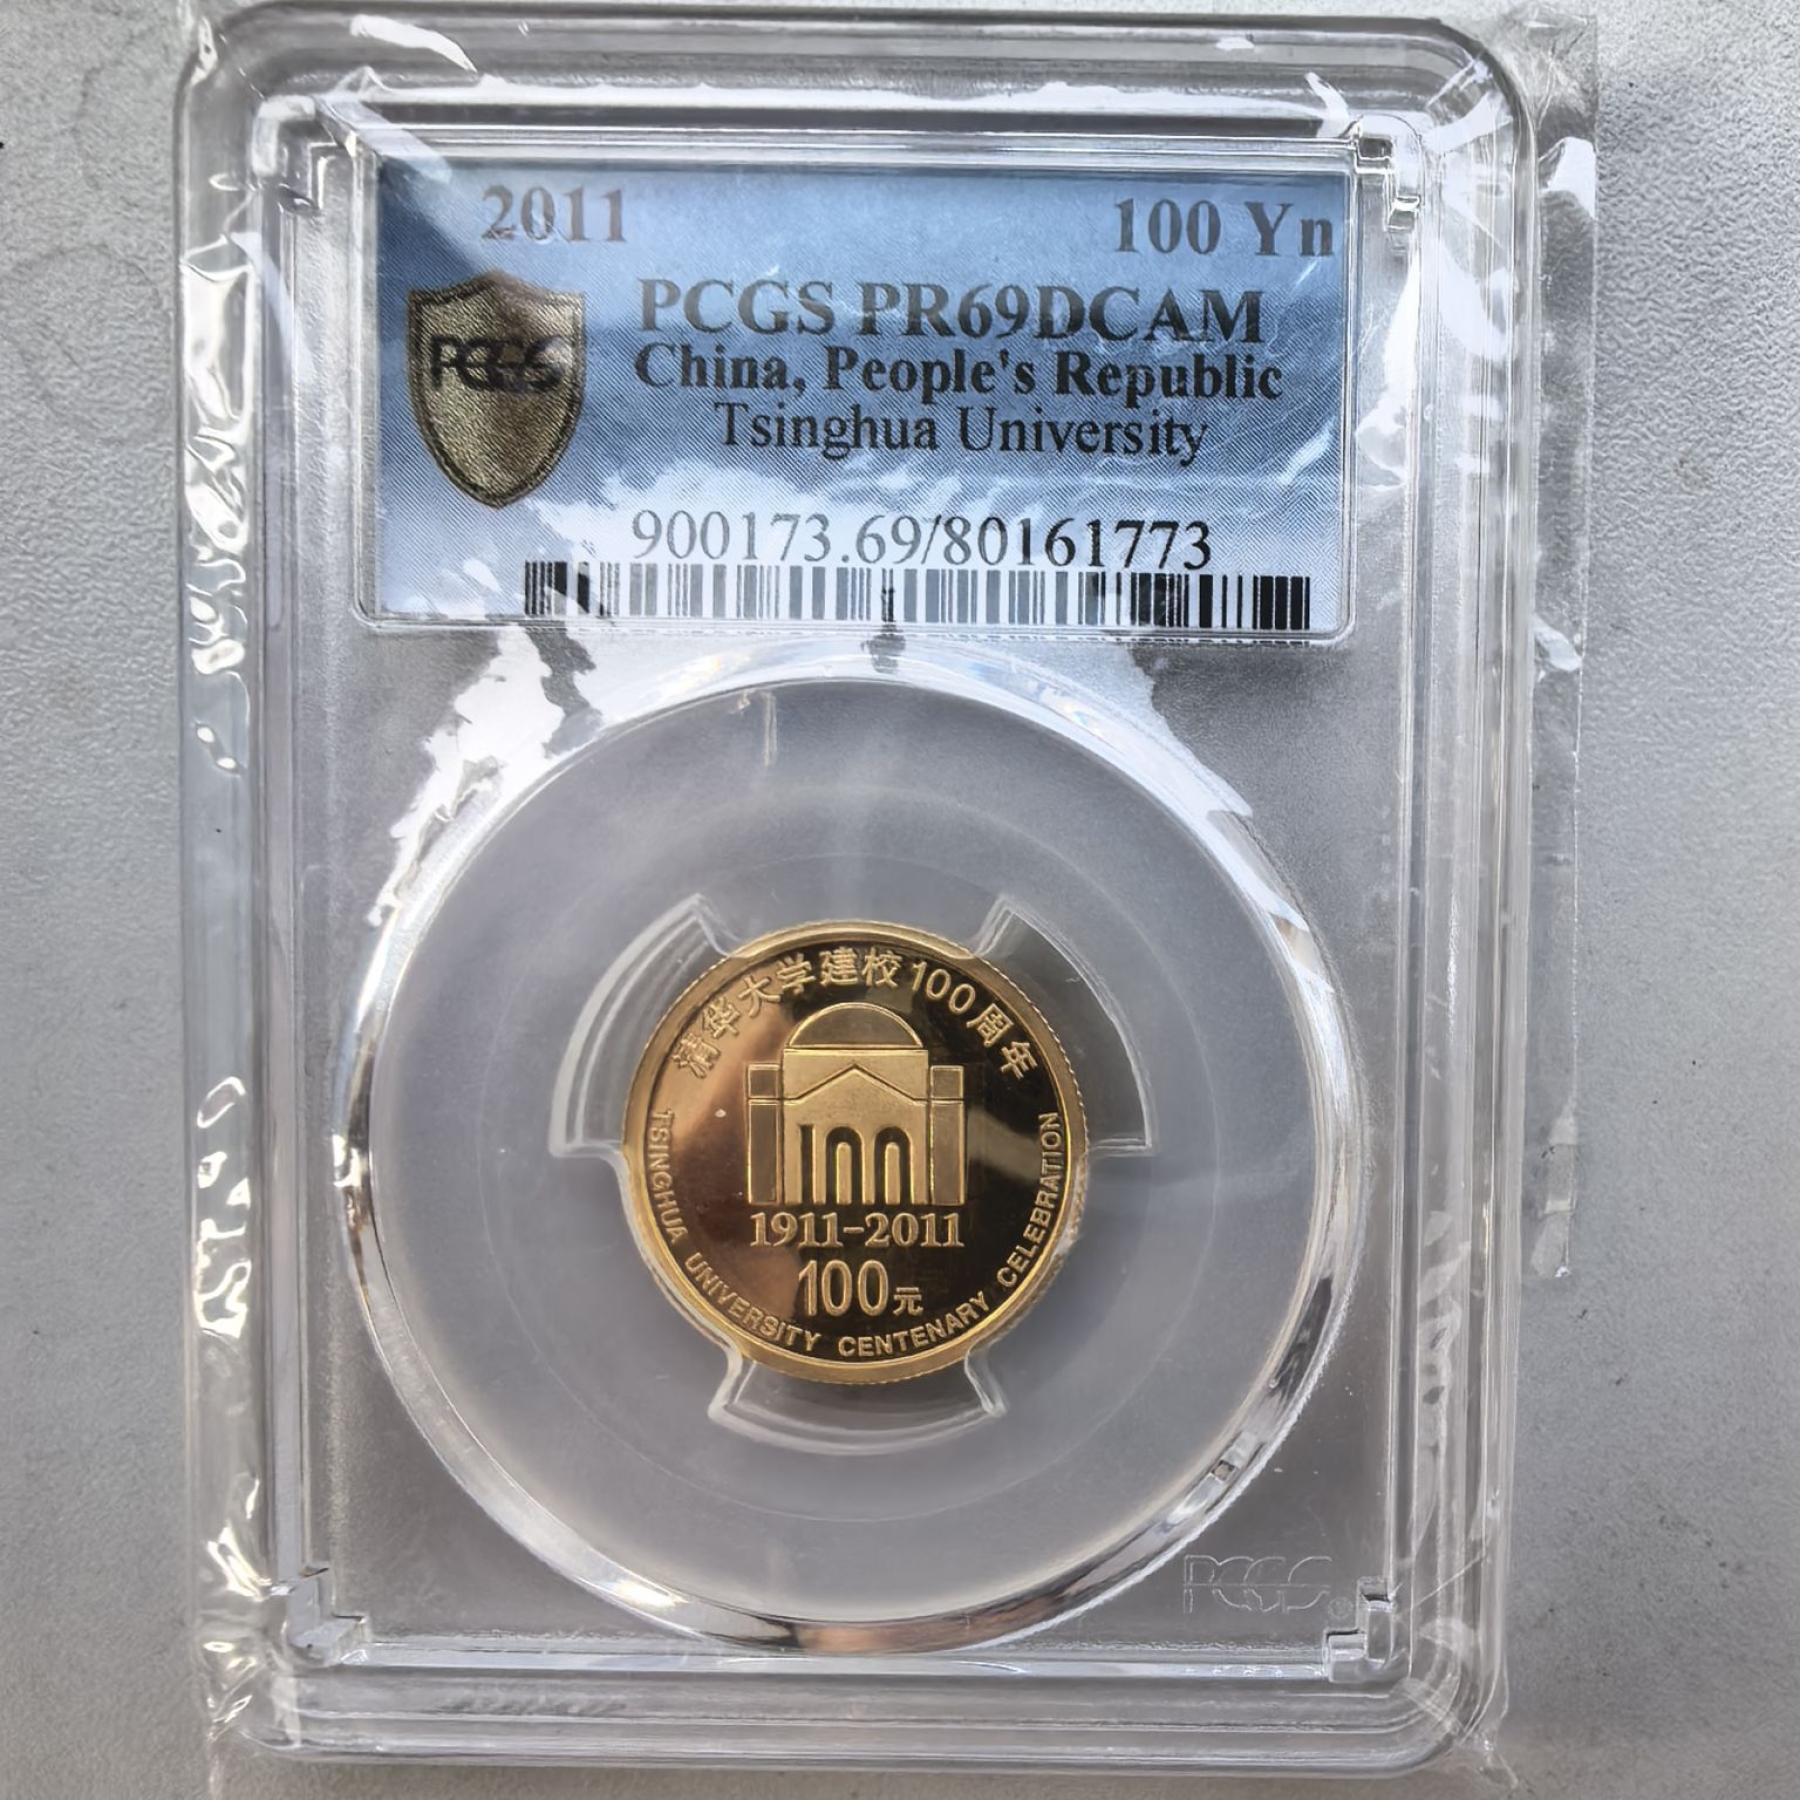 2011 100 Yn
PCGS PR69DCAM
China, People's Republic
Tsinghua University
PCGS
900173.69/80161773
清华大学建校100周年
1911-2011
100元
TSINGHUA UNIVERSITY CENTENARY CELEBRATION
PCGS